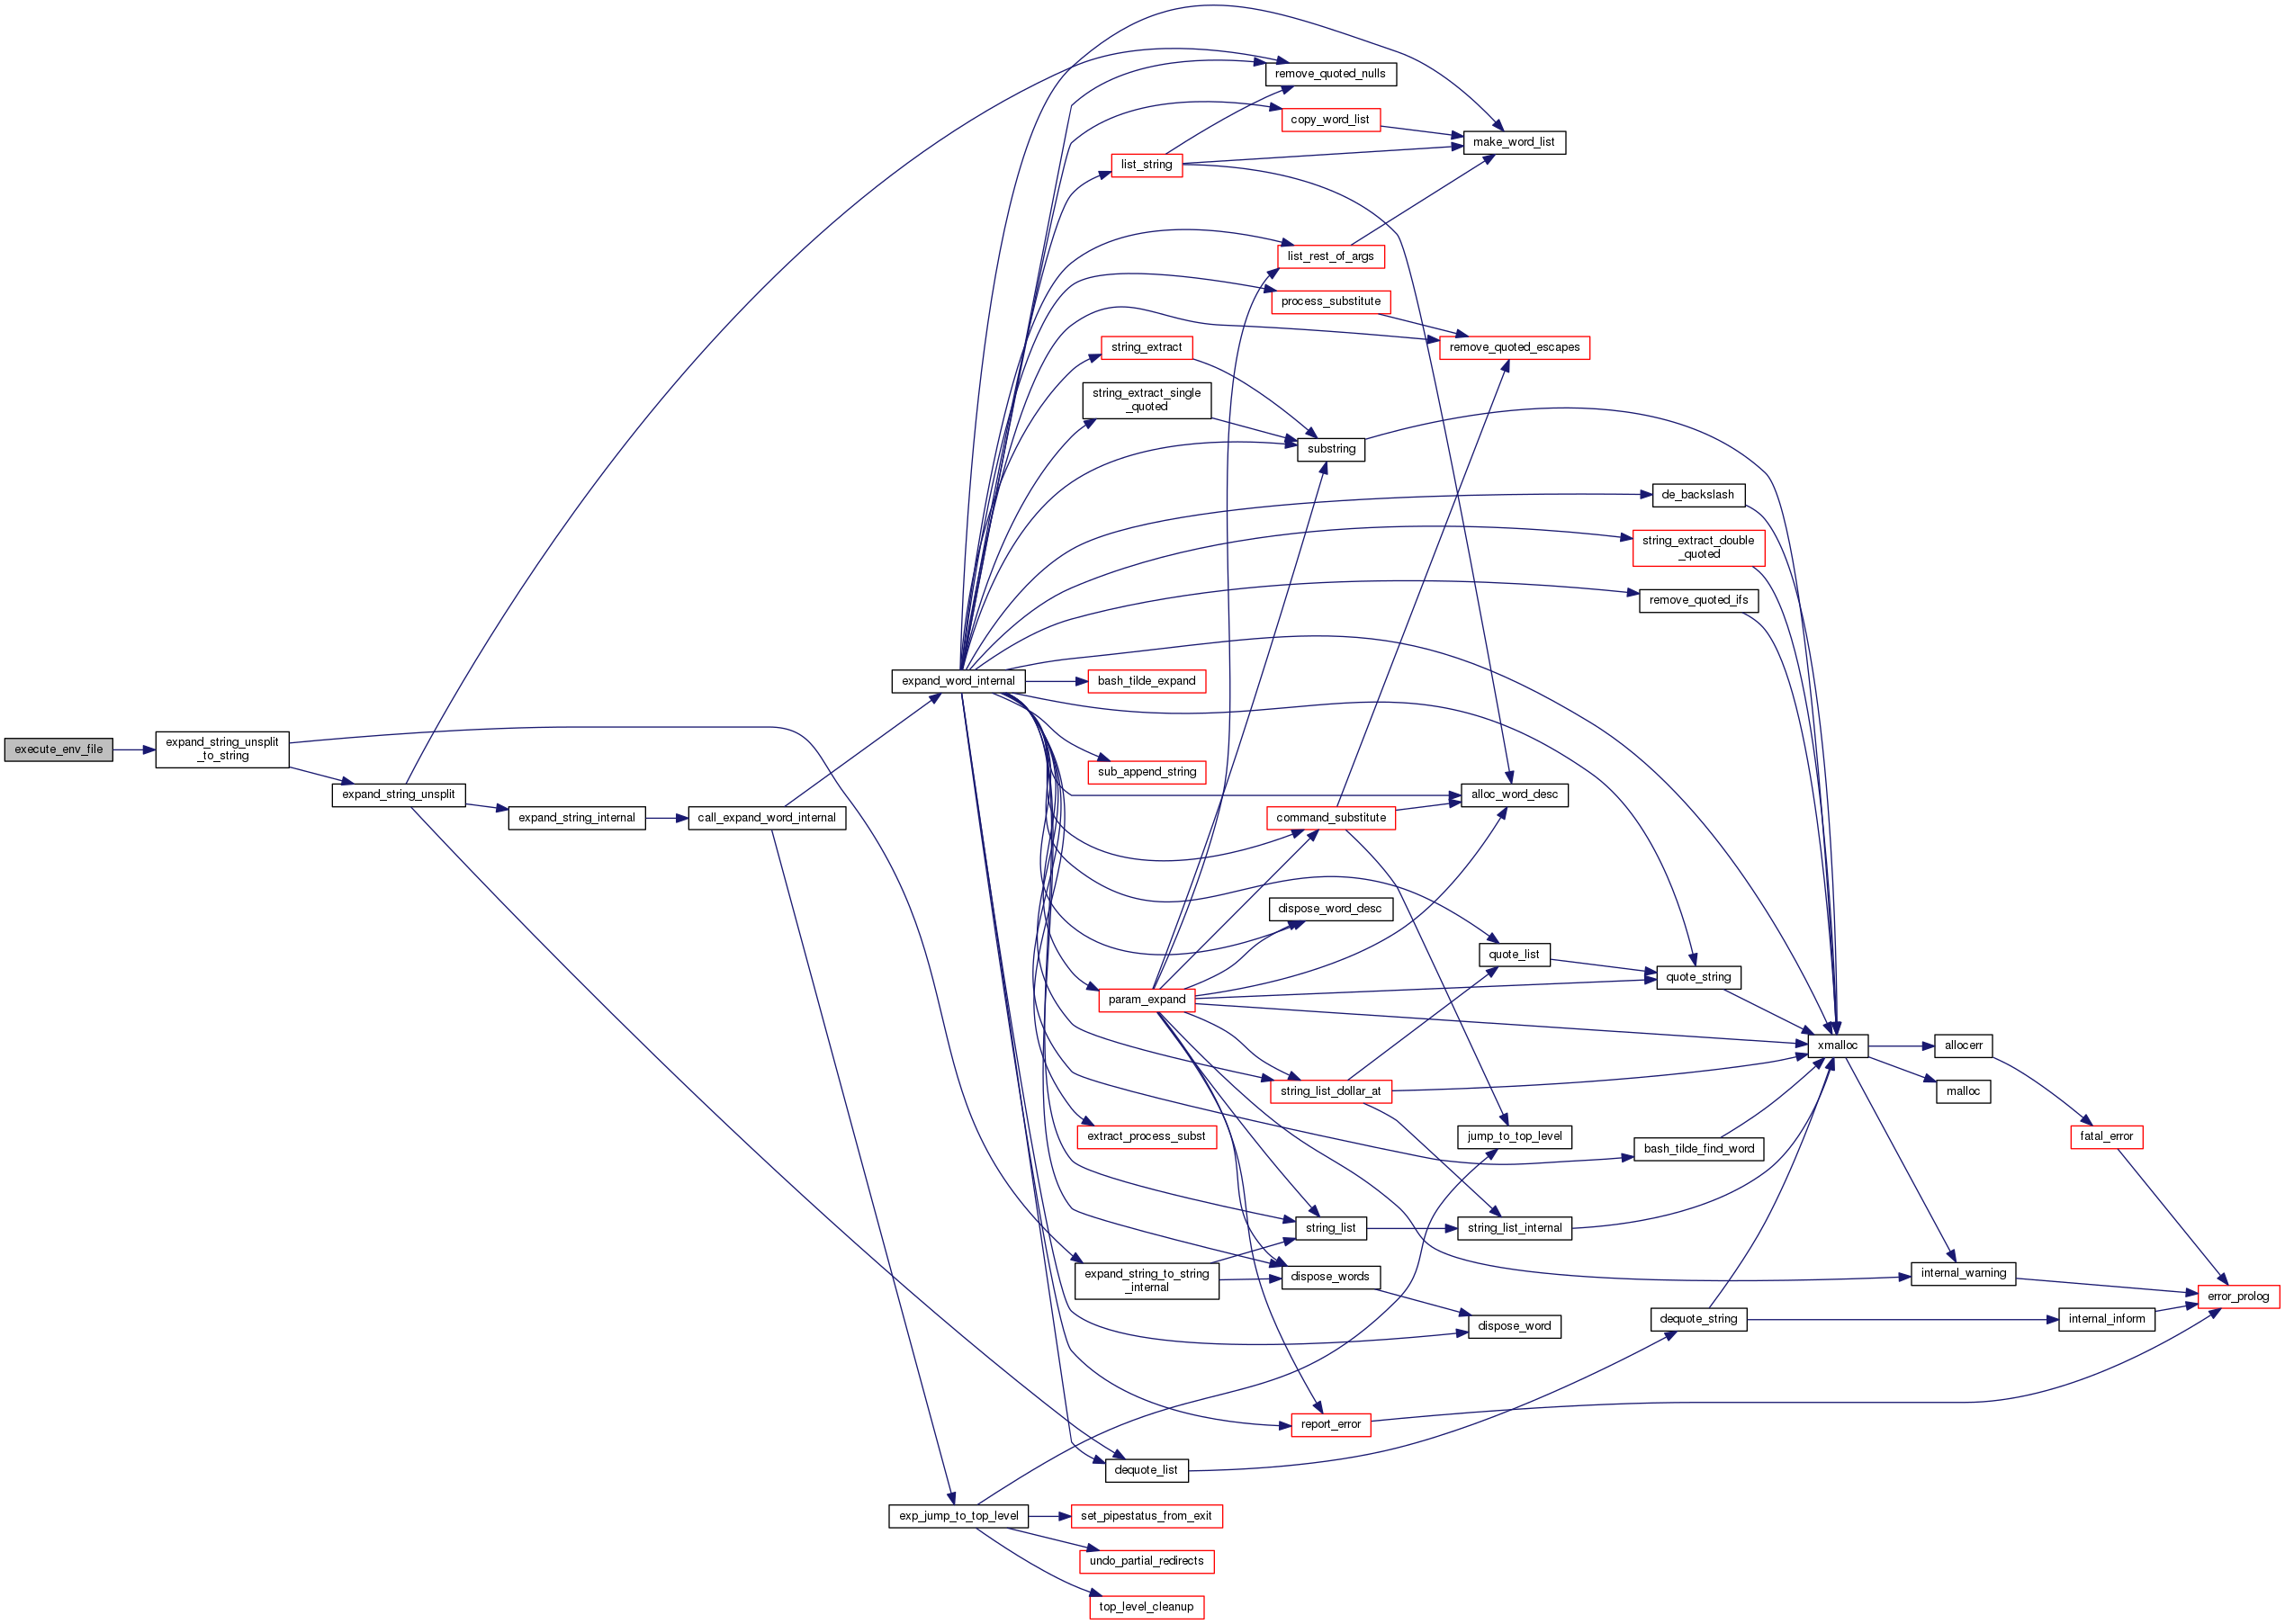 remove_quoted_nulls
copy_word_list
make_word_list
list_string
list_rest_of_args
process_substitute
string_extract
remove_quoted_escapes
string_extract_single
_quoted
substring
de_backslash
string_extract_double
_quoted
remove_quoted_ifs
expand_word_internal
bash_tilde_expand
execute_env_file
expand_string_unsplit
_to_string
sub_append_string
expand_string_unsplit
alloc_word_desc
expand_string_internal
call_expand_word_internal
command_substitute
dispose_word_desc
quote_list
quote_string
param_expand
xmalloc
allocerr
string_list_dollar_at
malloc
extract_process_subst
jump_to_top_level
bash_tilde_find_word
fatal_error
string_list
string_list_internal
expand_string_to_string
_internal
dispose_words
internal_warning
error_prolog
dequote_string
internal_inform
dispose_word
report_error
dequote_list
exp_jump_to_top_level
set_pipestatus_from_exit
undo_partial_redirects
top_level_cleanup